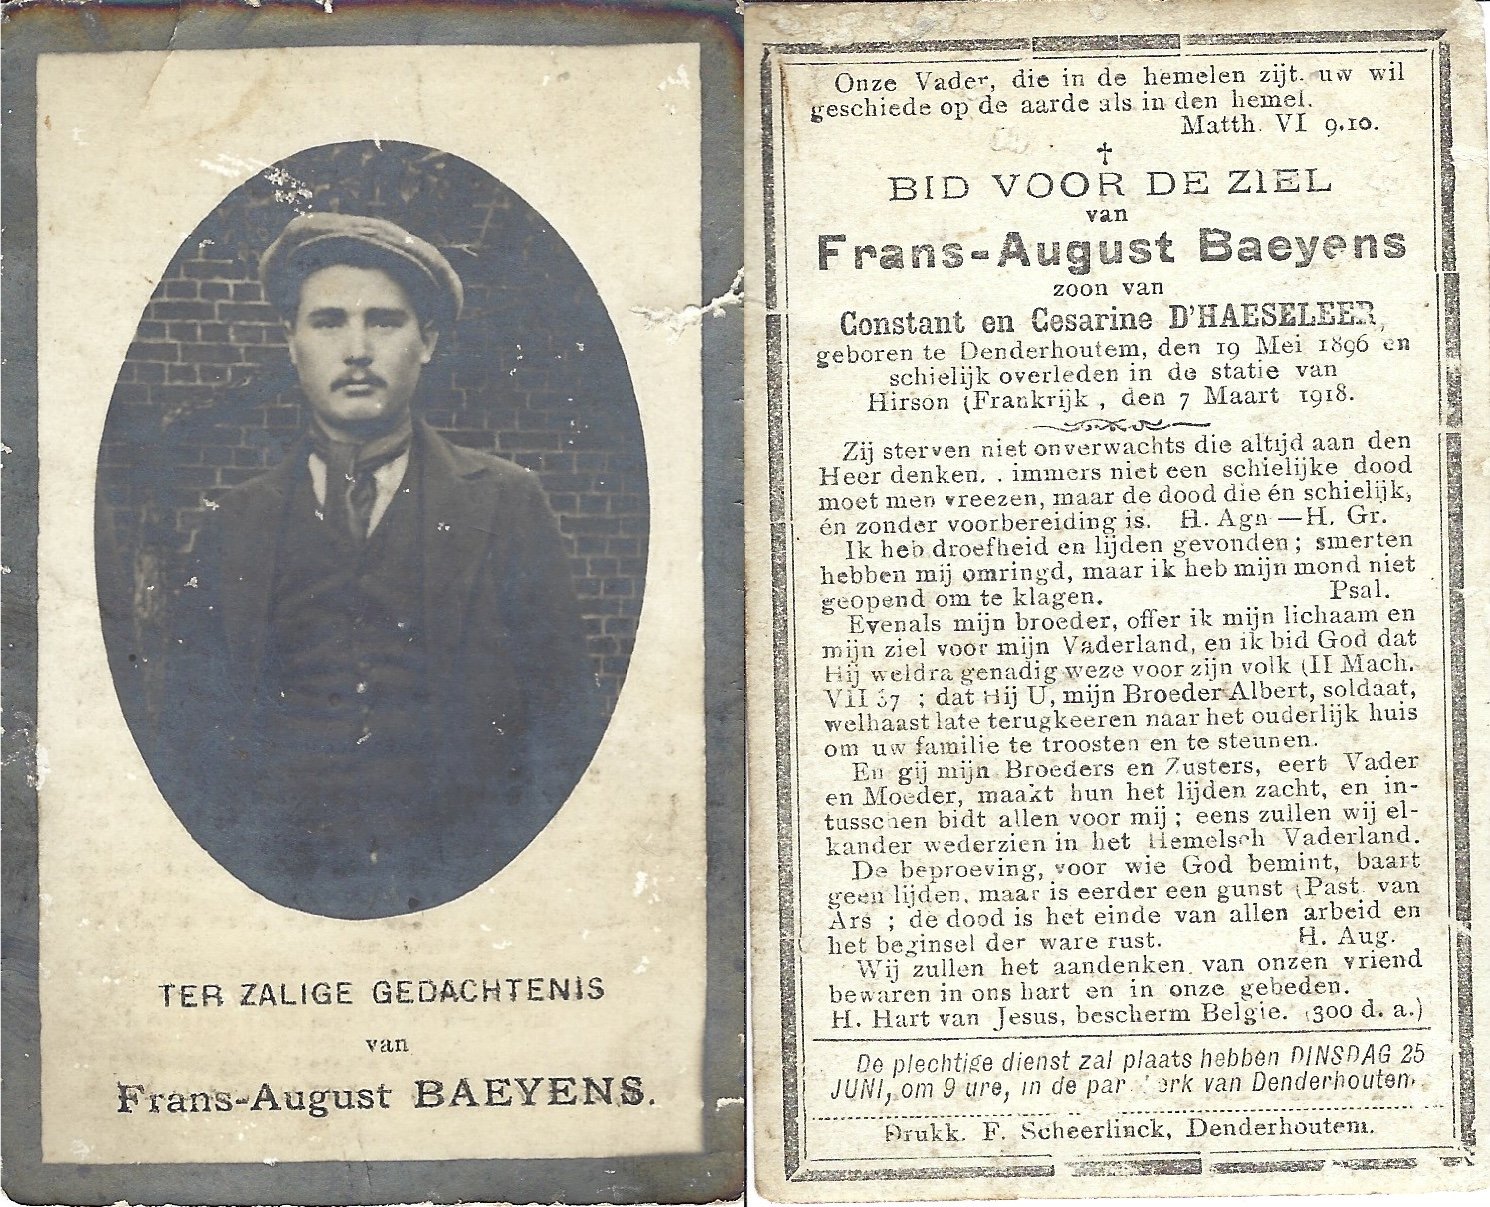 TER ZALIGE GEDACHTENIS
van
Frans-August BAEYENS.
Onze Vader, die in de hemelen zijt. uw wil
geschiede op de aarde als in den hemel.
Matth. VI 9.10.
†
BID VOOR DE ZIEL
van
Frans-August Baeyens
zoon van
Constant en Cesarine D'HAESELEER,
geboren te Denderhoutem, den 19 Mei 1896 en
schielijk overleden in de statie van
Hirson (Frankrijk , den 7 Maart 1918.
Zij sterven niet onverwachts die altijd aan den
Heer denken. . immers niet een schielijke dood
moet men vreezen, maar de dood die én schielijk,
én zonder voorbereiding is. H. Agn — H. Gr.
Ik heb droefheid en lijden gevonden ; smerten
hebben mij omringd, maar ik heb mijn mond niet
geopend om te klagen. Psal.
Evenals mijn broeder, offer ik mijn lichaam en
mijn ziel voor mijn Vaderland, en ik bid God dat
Hij weldra genadig weze voor zijn volk (II Mach.
VII 37 ; dat Hij U, mijn Broeder Albert, soldaat,
welhaast late terugkeeren naar het ouderlijk huis
om uw familie te troosten en te steunen.
En gij mijn Broeders en Zusters, eert Vader
en Moeder, maakt hun het lijden zacht, en in-
tusschen bidt allen voor mij ; eens zullen wij el-
kander wederzien in het Hemelsch Vaderland.
De beproeving, voor wie God bemint, baart
geen lijden, maar is eerder een gunst (Past. van
Ars ; de dood is het einde van allen arbeid en
het beginsel der ware rust. H. Aug.
Wij zullen het aandenken van onzen vriend
bewaren in ons hart en in onze gebeden.
H. Hart van Jesus, bescherm Belgie. (300 d. a.)
De plechtige dienst zal plaats hebben DINSDAG 25
JUNI, om 9 ure, in de par. kerk van Denderhoutem.
Drukk. F. Scheerlinck, Denderhoutem.